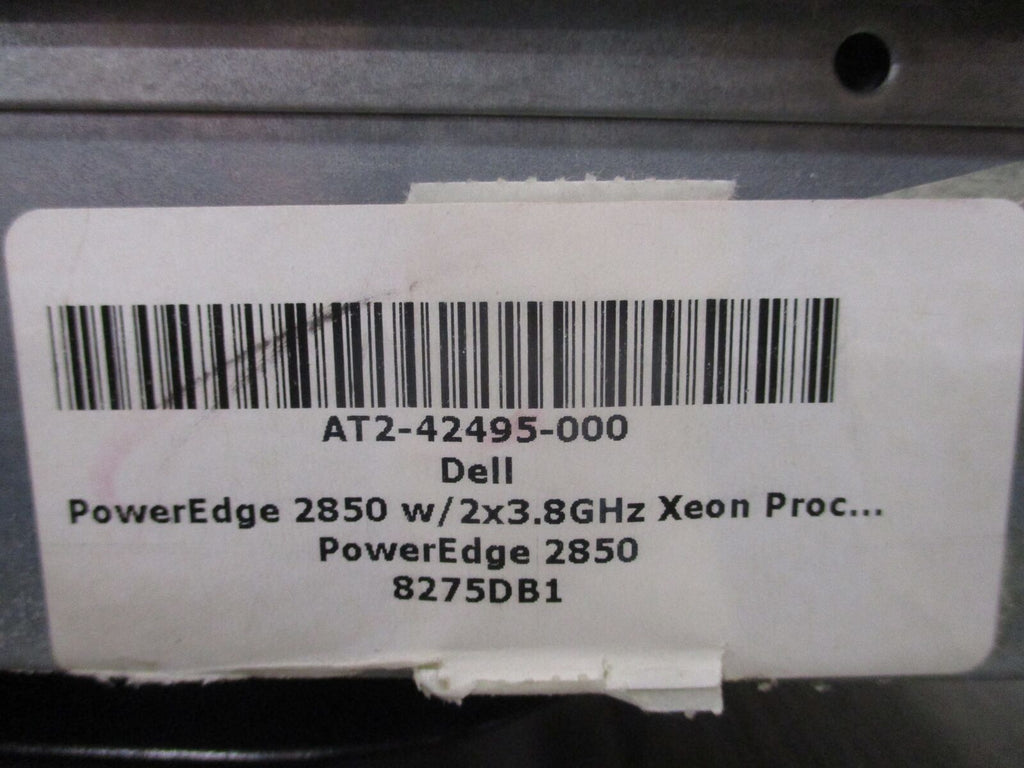 AT2-42495-000
Dell
PowerEdge 2850 w/2x3.8GHz Xeon Proc...
PowerEdge 2850
8275DB1